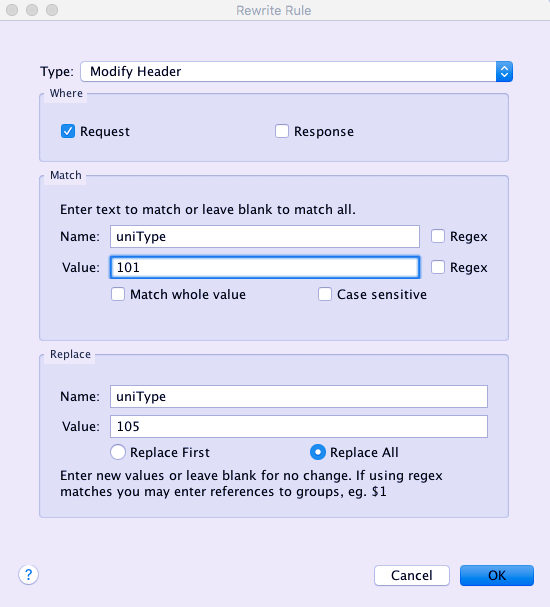 Rewrite Rule
Type: Modify Header
Where
Request Response
Match
Enter text to match or leave blank to match all.
Name: uniType Regex
Value: 101 Regex
Match whole value Case sensitive
Replace
Name: uniType
Value: 105
Replace First Replace All
Enter new values or leave blank for no change. If using regex
matches you may enter references to groups, eg. $1
? Cancel OK